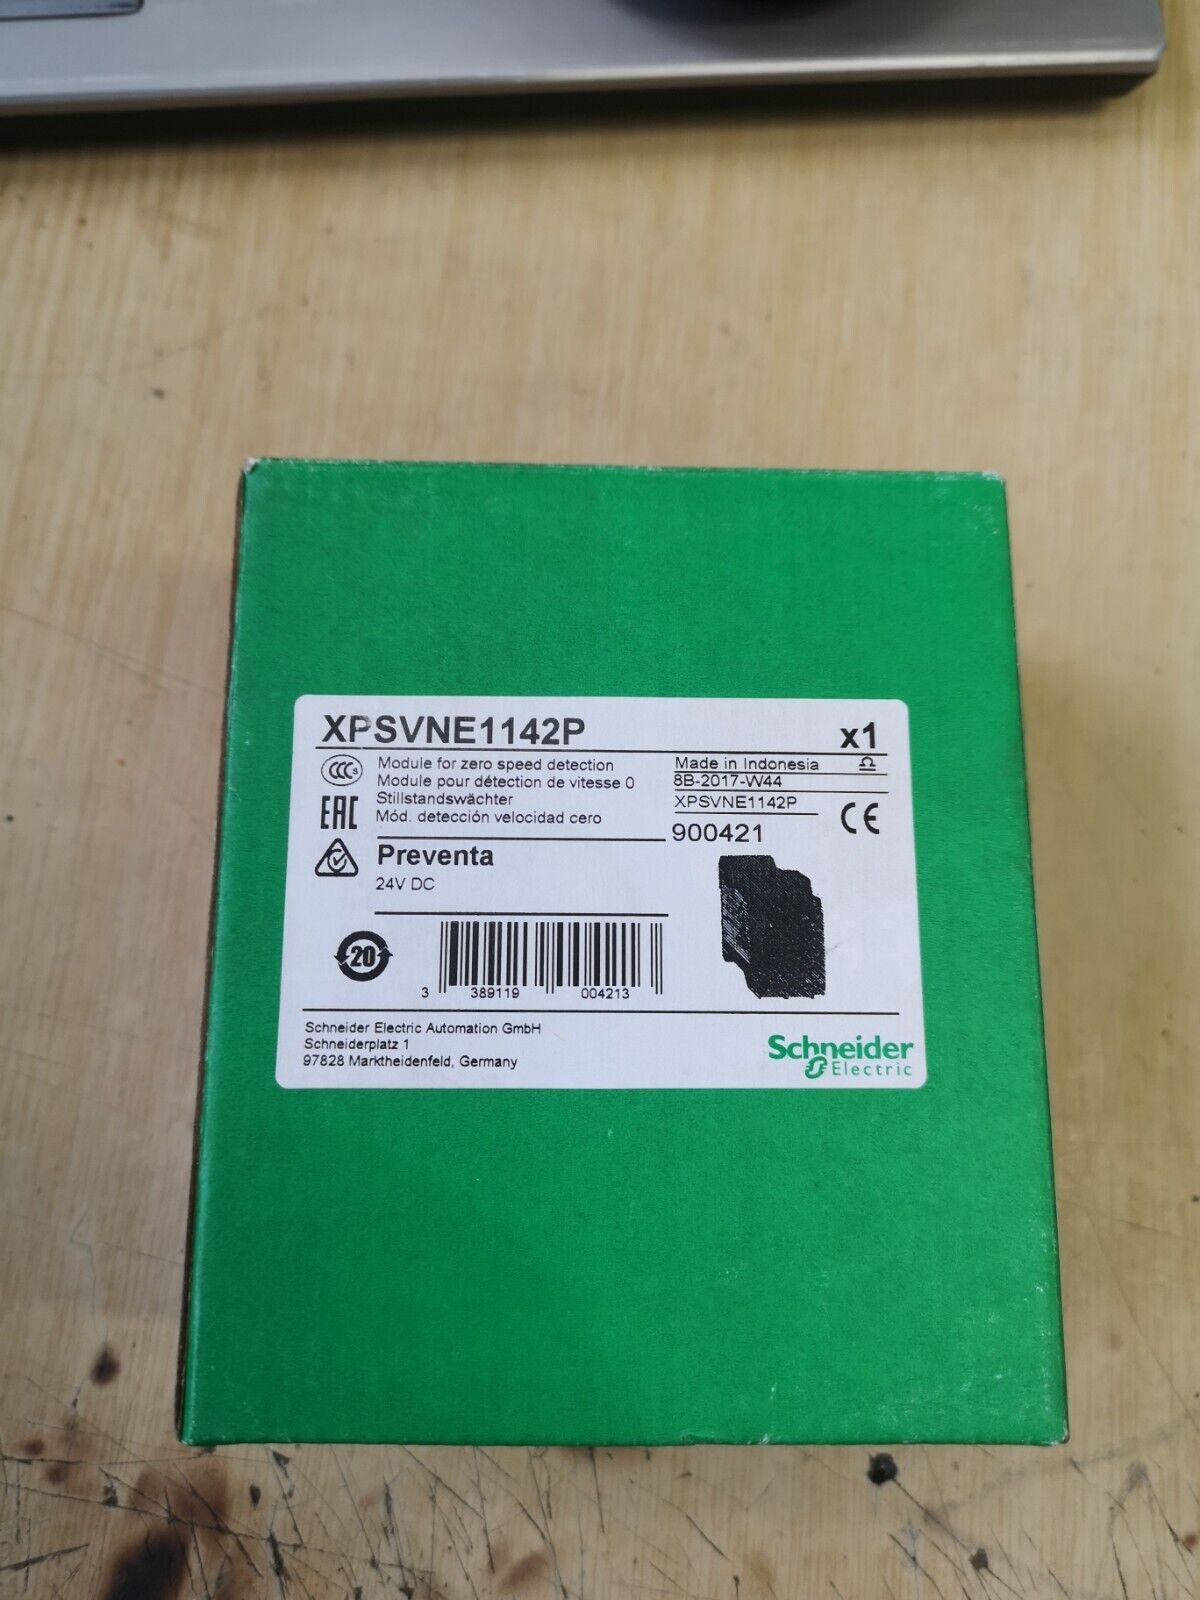 XPSVNE1142P
x1
CCC S
Module for zero speed detection
Module pour détection de vitesse 0
Stillstandswächter
Mód. detección velocidad cero
Made in Indonesia
8B-2017-W44
XPSVNE1142P
900421
EAC
CE
Preventa
24V DC
20
3 389119 004213
Schneider Electric Automation GmbH
Schneiderplatz 1
97828 Marktheidenfeld, Germany
Schneider
Electric